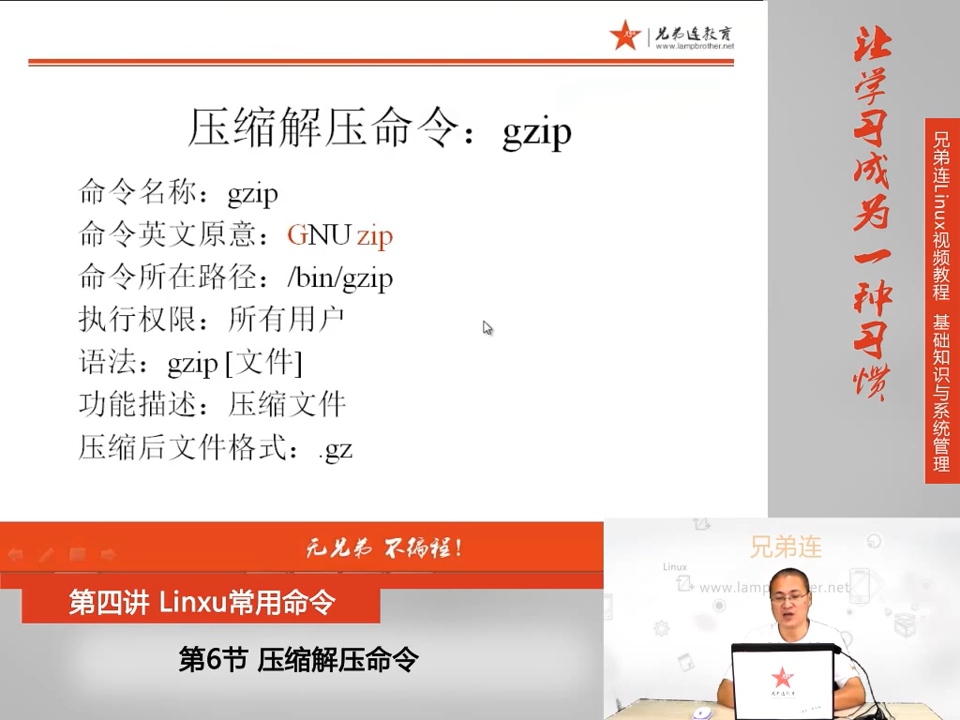 兄弟连教育
www.lampbrother.net
压缩解压命令：gzip
命令名称：gzip
命令英文原意：GNU zip
命令所在路径：/bin/gzip
执行权限：所有用户
语法：gzip [文件]
功能描述：压缩文件
压缩后文件格式：.gz
让学习成为一种习惯
兄弟连Linux视频教程 基础知识与系统管理
无兄弟 不编程！
第四讲 Linxu常用命令
第6节 压缩解压命令
兄弟连
Linux
www.lampbrother.net